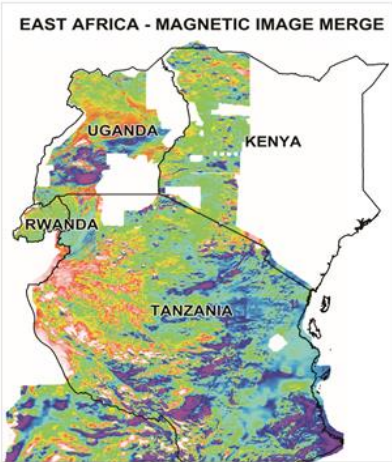 EAST AFRICA - MAGNETIC IMAGE MERGE
UGANDA
KENYA
RWANDA
TANZANIA